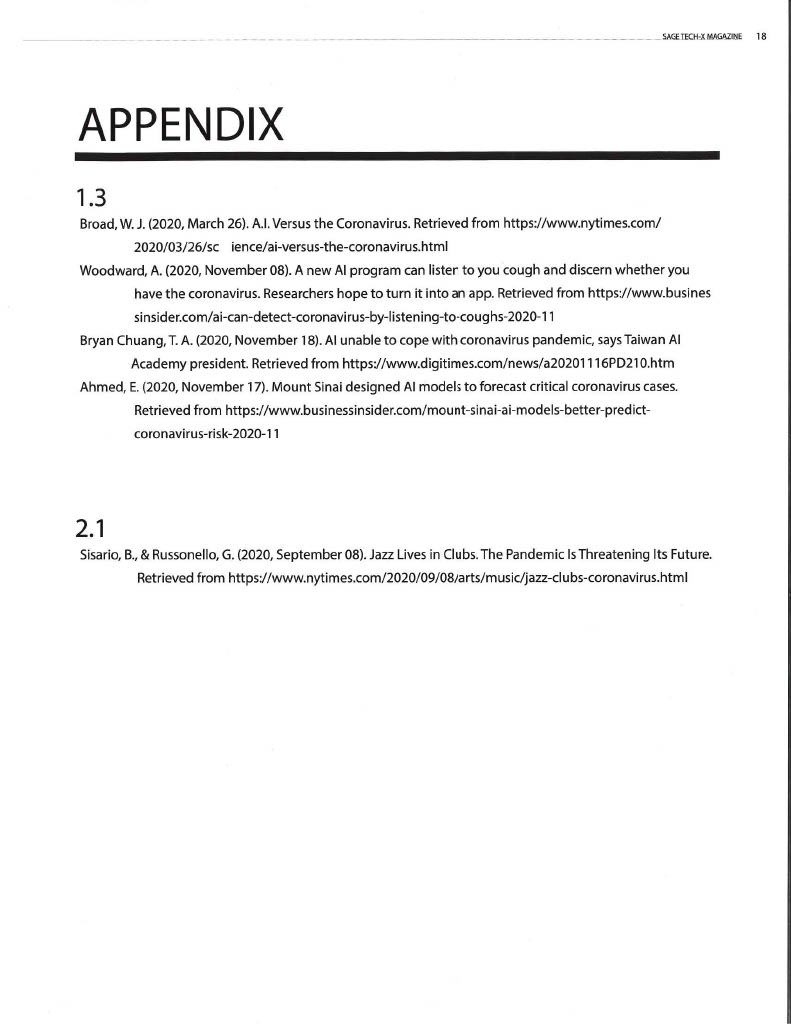 SAGE TECH-X MAGAZINE 18
APPENDIX
1.3
Broad, W. J. (2020, March 26). A.I. Versus the Coronavirus. Retrieved from https://www.nytimes.com/
2020/03/26/sc ience/ai-versus-the-coronavirus.html
Woodward, A. (2020, November 08). A new AI program can listen to you cough and discern whether you
have the coronavirus. Researchers hope to turn it into an app. Retrieved from https://www.busines
sinsider.com/ai-can-detect-coronavirus-by-listening-to-coughs-2020-11
Bryan Chuang, T. A. (2020, November 18). AI unable to cope with coronavirus pandemic, says Taiwan AI
Academy president. Retrieved from https://www.digitimes.com/news/a20201116PD210.htm
Ahmed, E. (2020, November 17). Mount Sinai designed AI models to forecast critical coronavirus cases.
Retrieved from https://www.businessinsider.com/mount-sinai-ai-models-better-predict-
coronavirus-risk-2020-11
2.1
Sisario, B., & Russonello, G. (2020, September 08). Jazz Lives in Clubs. The Pandemic Is Threatening Its Future.
Retrieved from https://www.nytimes.com/2020/09/08/arts/music/jazz-clubs-coronavirus.html